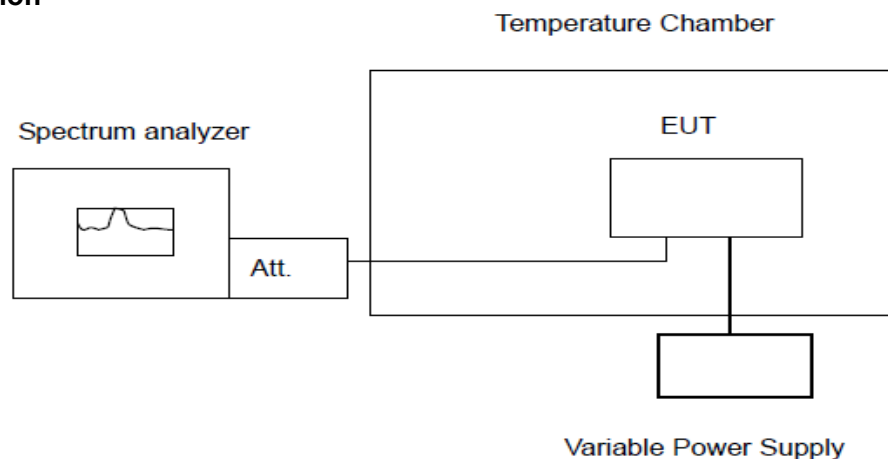 Temperature Chamber
Spectrum analyzer
EUT
Att.
Variable Power Supply